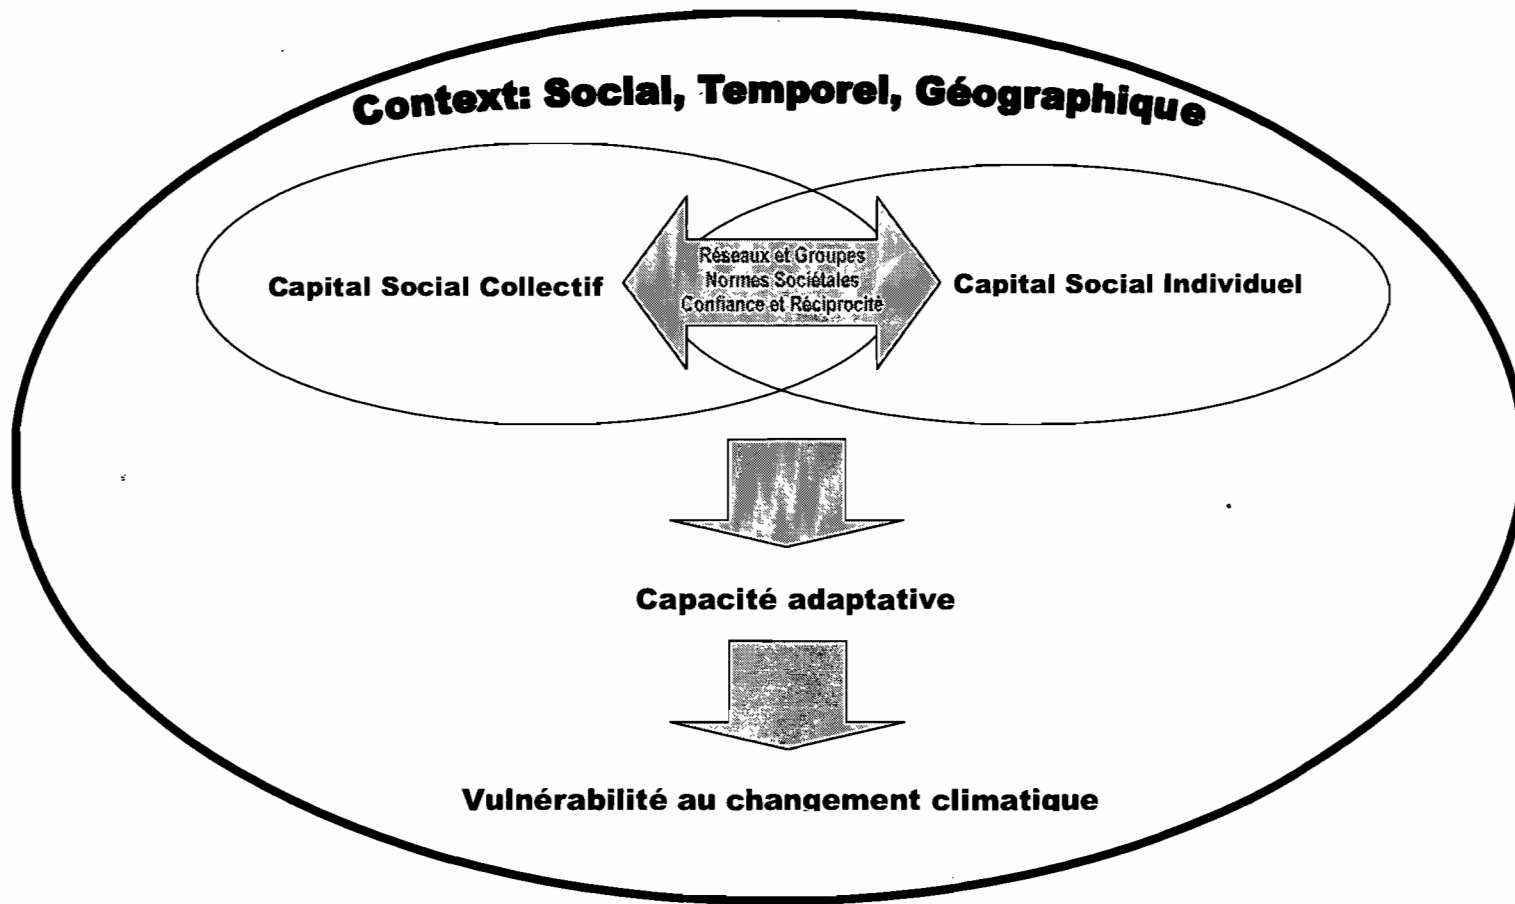 Context: Social, Temporel, Géographique
Capital Social Collectif
Réseaux et Groupes
Normes Sociétales
Confiance et Réciprocité
Capital Social Individuel
Capacité adaptative
Vulnérabilité au changement climatique